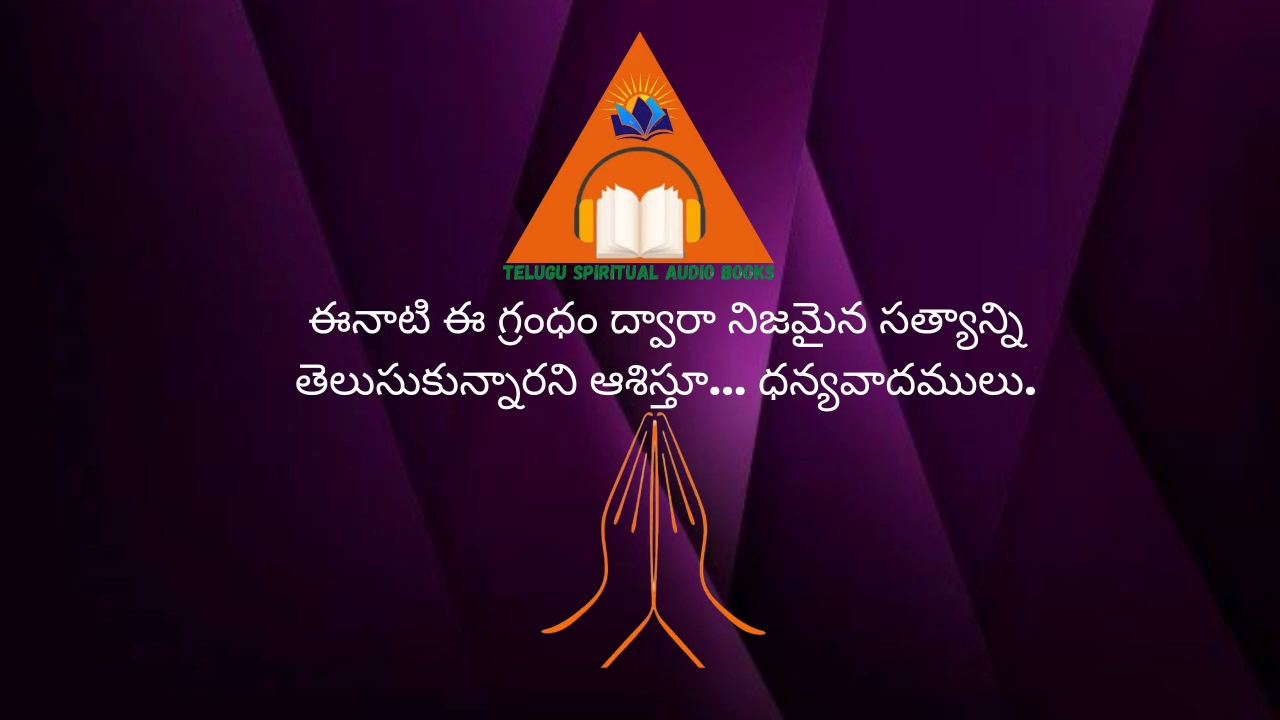 TELUGU SPIRITUAL AUDIO BOOKS
ఈనాటి ఈ గ్రంధం ద్వారా నిజమైన సత్యాన్ని
తెలుసుకున్నారని ఆశిస్తూ... ధన్యవాదములు.